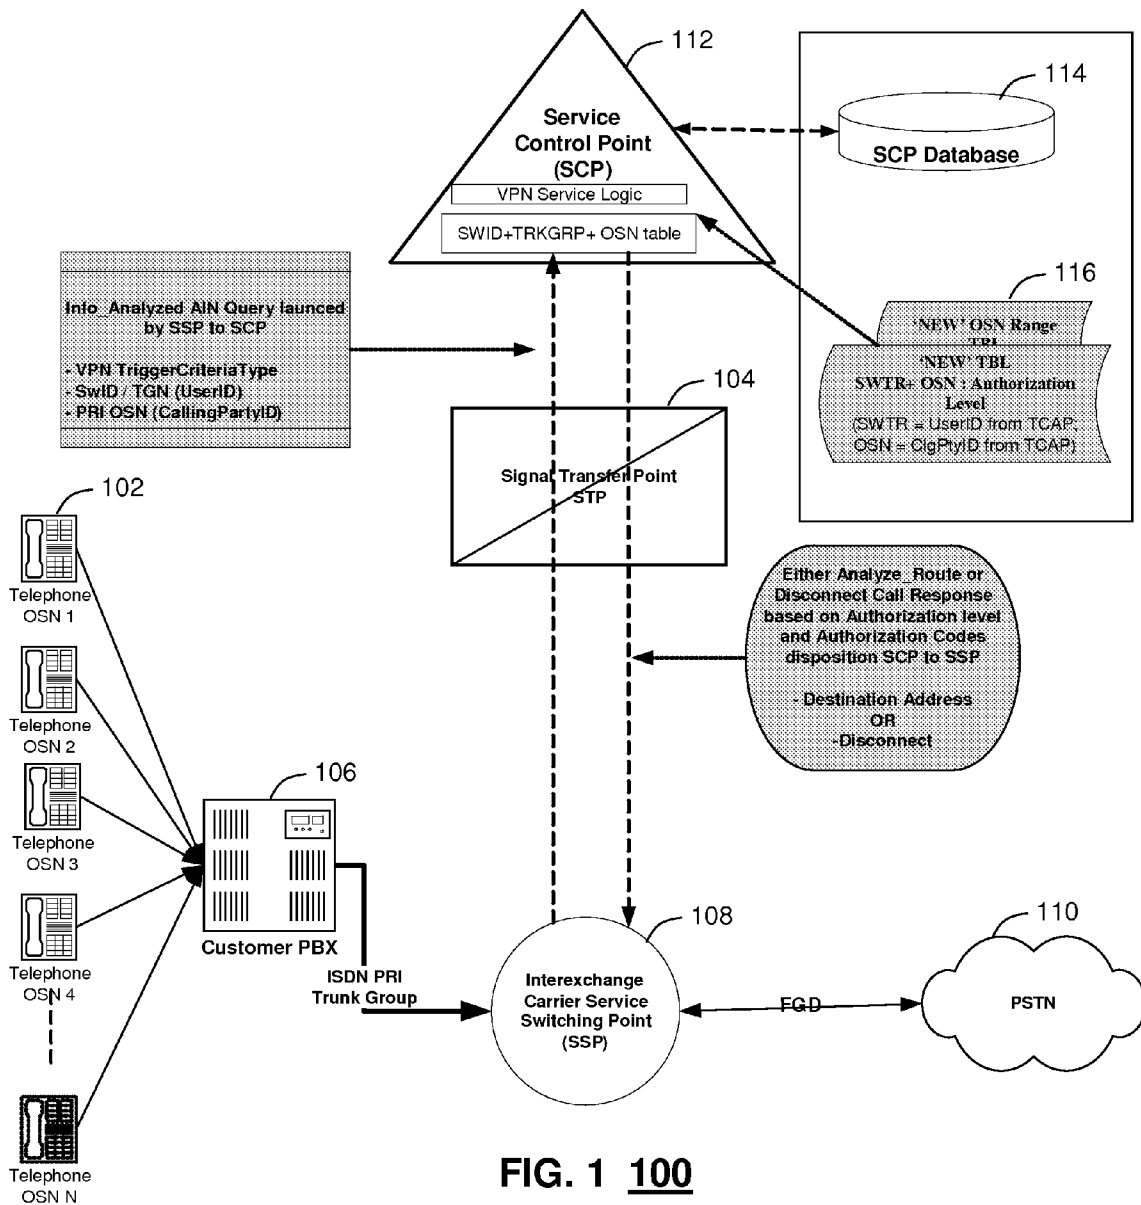 112
114
Service
Control Point
(SCP)
SCP Database
VPN Service Logic
SWID+TRKGRP+ OSN table
116
Info_Analyzed AIN Query launced
by SSP to SCP
- VPN TriggerCriteriaType
- SwID / TGN (UserID)
- PRI OSN (CallingPartyID)
'NEW' OSN Range
TBL
'NEW' TBL
SWTR+ OSN : Authorization
Level
(SWTR = UserID from TCAP,
OSN = ClgPtyID from TCAP)
104
Signal Transfer Point
STP
102
Telephone
OSN 1
Telephone
OSN 2
Telephone
OSN 3
Telephone
OSN 4
Telephone
OSN N
Either Analyze_Route or
Disconnect Call Response
based on Authorization level
and Authorization Codes
disposition SCP to SSP
- Destination Address
OR
-Disconnect
106
Customer PBX
ISDN PRI
Trunk Group
108
Interexchange
Carrier Service
Switching Point
(SSP)
FGD
110
PSTN
FIG. 1 100